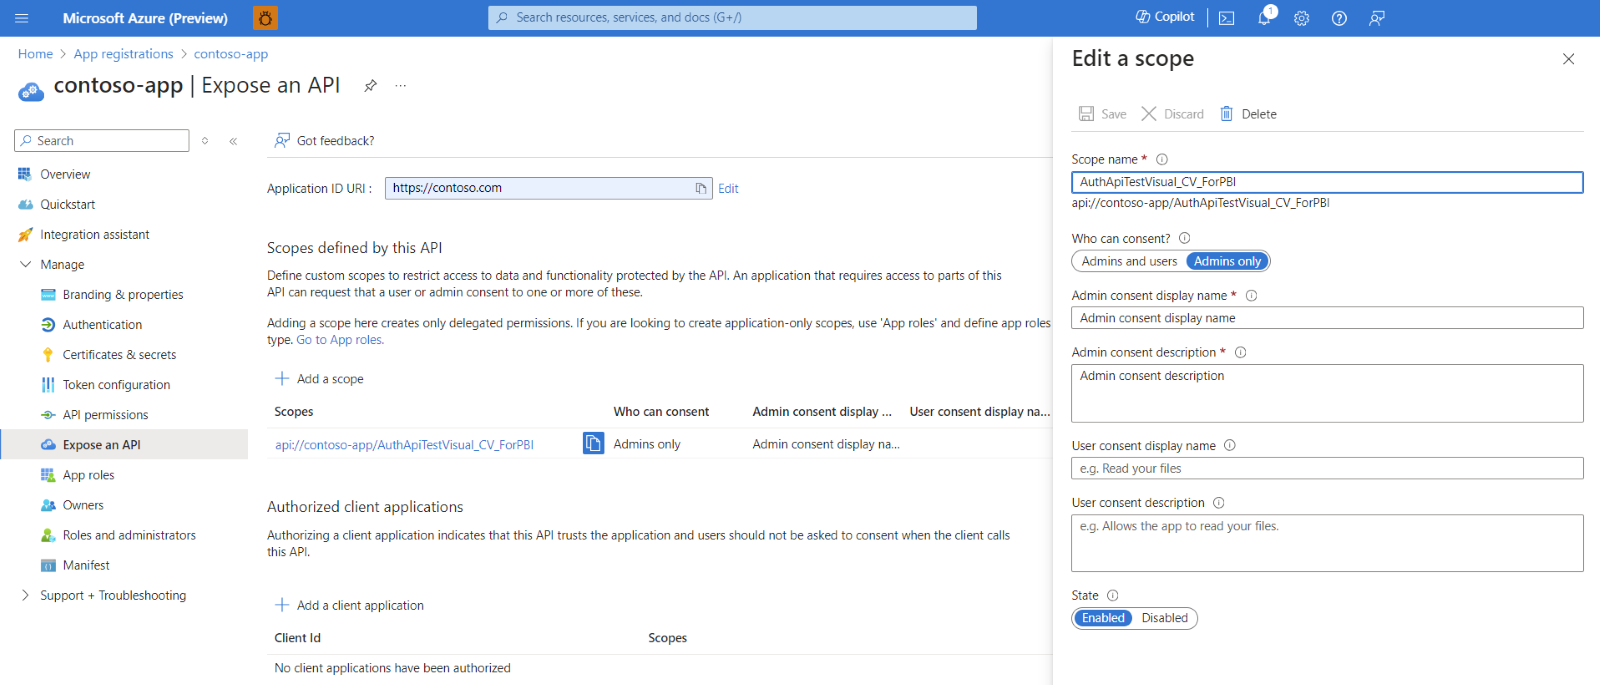 Microsoft Azure (Preview)
Search resources, services, and docs (G+/)
Copilot
1
Home > App registrations > contoso-app
contoso-app | Expose an API
...
Search
Overview
Quickstart
Integration assistant
Manage
Branding & properties
Authentication
Certificates & secrets
Token configuration
API permissions
Expose an API
App roles
Owners
Roles and administrators
Manifest
Support + Troubleshooting
Got feedback?
Application ID URI : https://contoso.com Edit
Scopes defined by this API
Define custom scopes to restrict access to data and functionality protected by the API. An application that requires access to parts of this
API can request that a user or admin consent to one or more of these.
Adding a scope here creates only delegated permissions. If you are looking to create application-only scopes, use 'App roles' and define app roles
type. Go to App roles.
Add a scope
Scopes Who can consent Admin consent display ... User consent display na...
api://contoso-app/AuthApiTestVisual_CV_ForPBI Admins only Admin consent display na...
Authorized client applications
Authorizing a client application indicates that this API trusts the application and users should not be asked to consent when the client calls
this API.
Add a client application
Client Id Scopes
No client applications have been authorized
Edit a scope
Save Discard Delete
Scope name *
AuthApiTestVisual_CV_ForPBI
api://contoso-app/AuthApiTestVisual_CV_ForPBI
Who can consent?
Admins and users Admins only
Admin consent display name *
Admin consent display name
Admin consent description *
Admin consent description
User consent display name
e.g. Read your files
User consent description
e.g. Allows the app to read your files.
State
Enabled Disabled